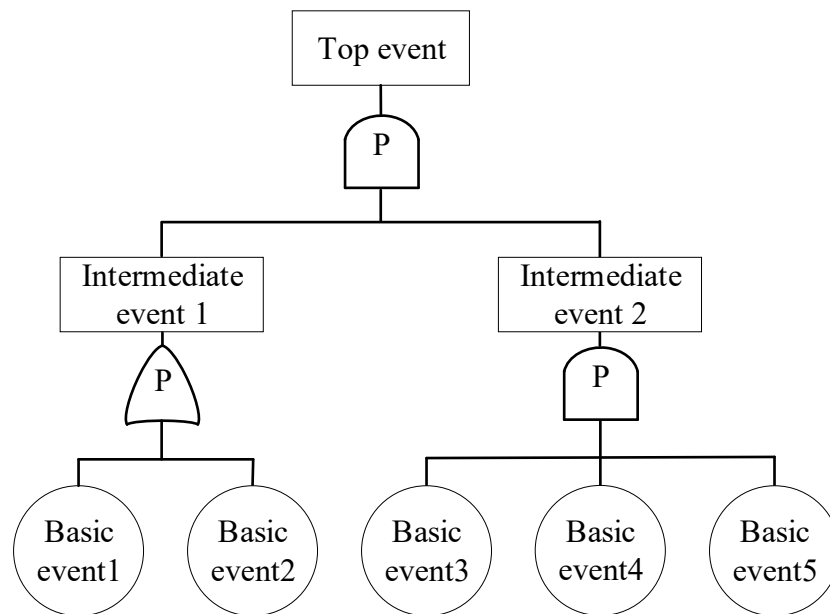 Top event
P
Intermediate
event 1
Intermediate
event 2
P
P
Basic
event1
Basic
event2
Basic
event3
Basic
event4
Basic
event5